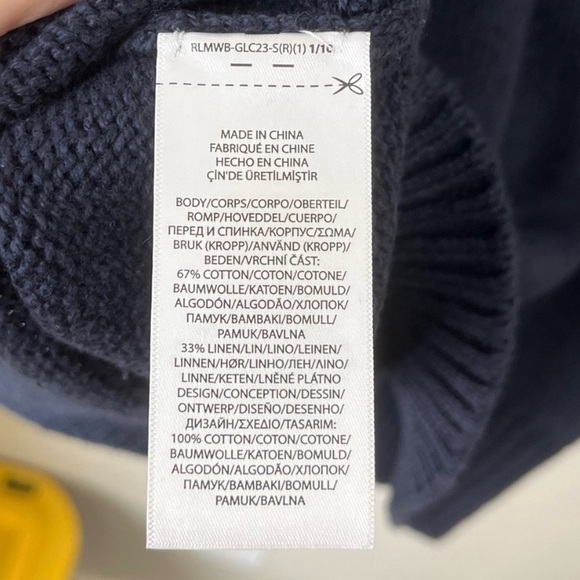 RLMWB-GLC23-S(R)(1) 1/10
MADE IN CHINA
FABRIQUÉ EN CHINE
HECHO EN CHINA
ÇİN'DE ÜRETİLMİŞTİR
BODY/CORPS/CORPO/OBERTEIL/
ROMP/HOVEDDEL/CUERPO/
ПЕРЕД И СПИНКА/КОРПУС/ΣΩΜΑ/
BRUK (KROPP)/ANVÄND (KROPP)/
BEDEN/VRCHNÍ ČÁST:
67% COTTON/COTON/COTONE/
BAUMWOLLE/KATOEN/BOMULD/
ALGODÓN/ALGODÃO/ХЛОПОК/
ПАМУК/ΒΑΜΒΑΚΙ/BOMULL/
PAMUK/BAVLNA
33% LINEN/LIN/LINO/LEINEN/
LINNEN/HØR/LINHO/ЛЕН/ΛΙΝΟ/
LINNE/KETEN/LNĚNÉ PLÁTNO
DESIGN/CONCEPTION/DESSIN/
ONTWERP/DISEÑO/DESENHO/
ДИЗАЙН/ΣΧΕΔΙΟ/TASARIM:
100% COTTON/COTON/COTONE/
BAUMWOLLE/KATOEN/BOMULD/
ALGODÓN/ALGODÃO/ХЛОПОК/
ПАМУК/ΒΑΜΒΑΚΙ/BOMULL/
PAMUK/BAVLNA